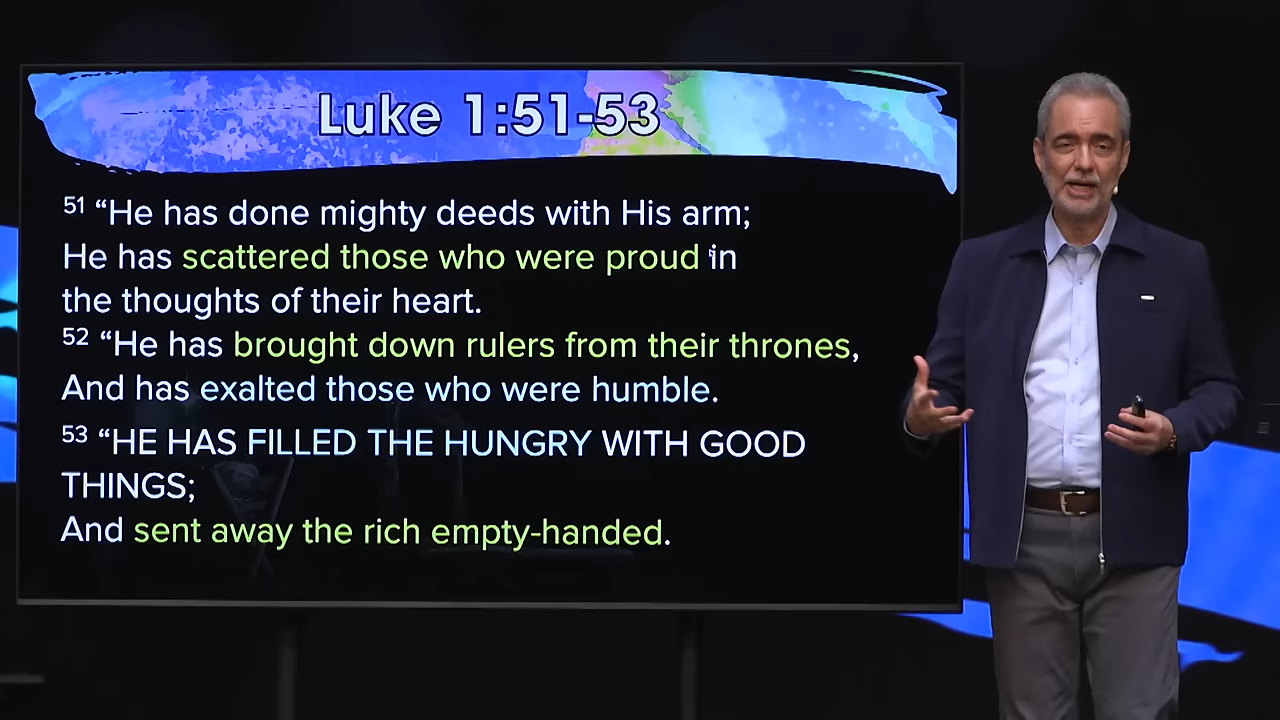 Luke 1:51-53
51 “He has done mighty deeds with His arm;
He has scattered those who were proud in
the thoughts of their heart.
52 “He has brought down rulers from their thrones,
And has exalted those who were humble.
53 “HE HAS FILLED THE HUNGRY WITH GOOD
THINGS;
And sent away the rich empty-handed.